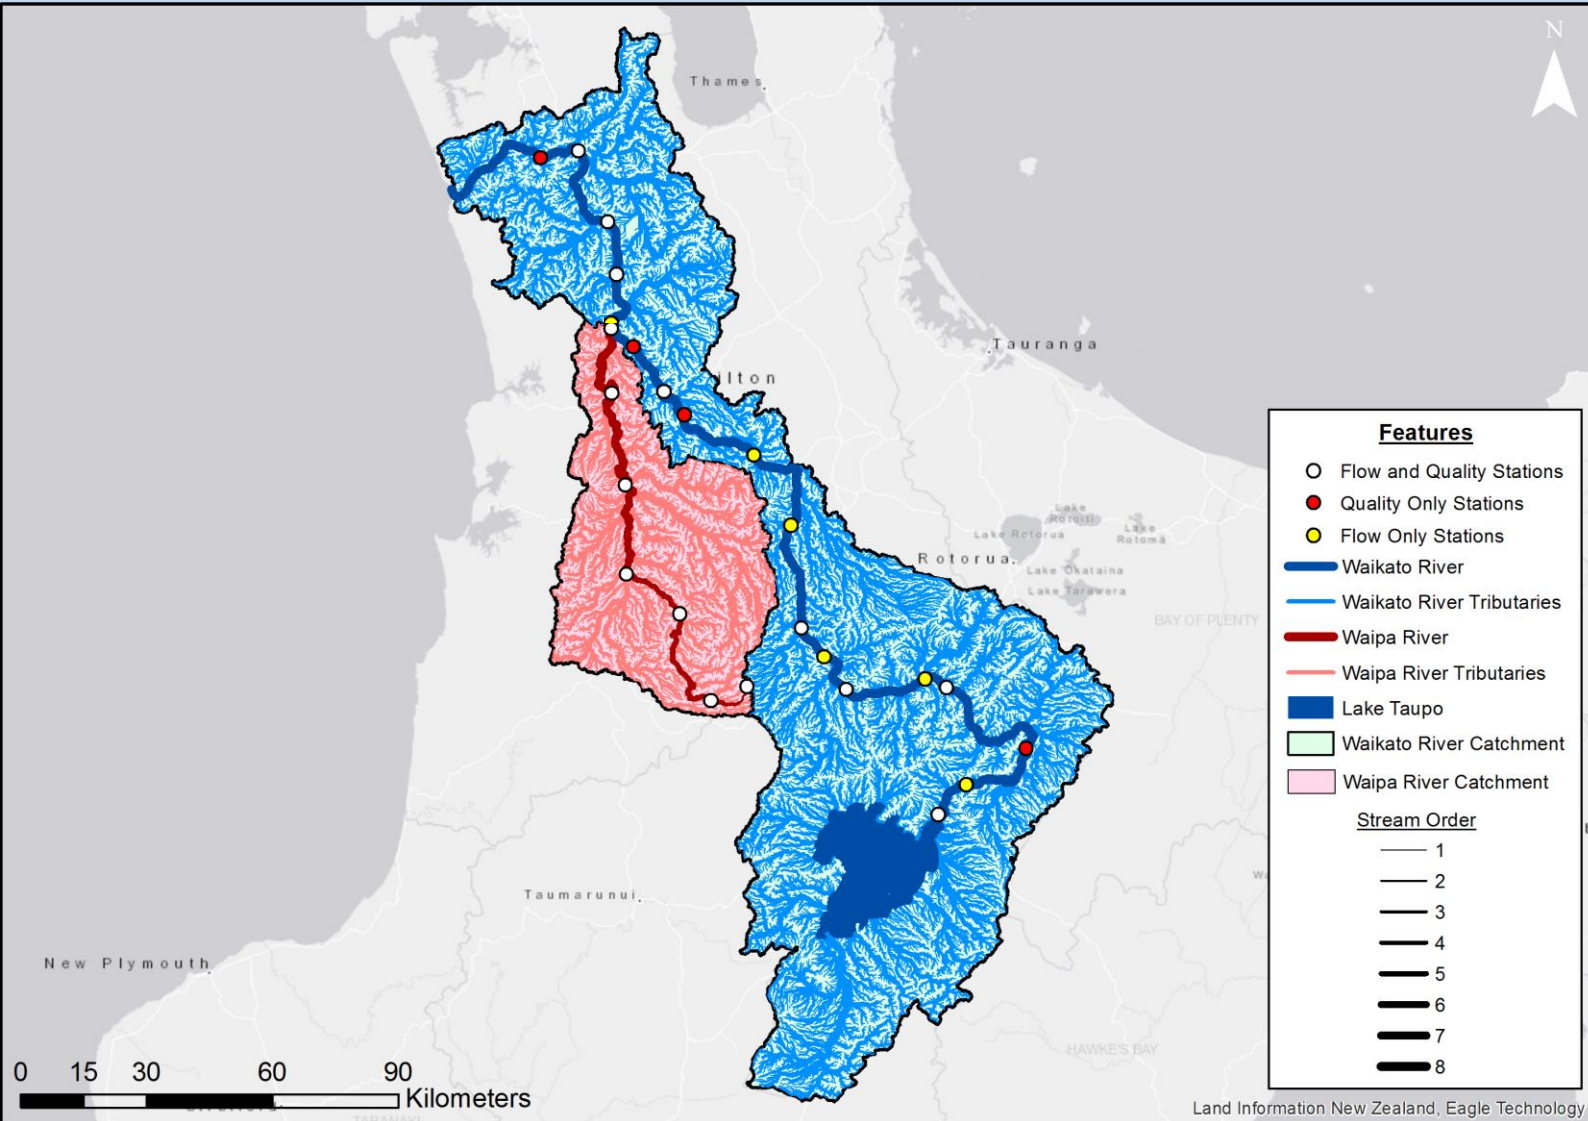 N
Thames
ilton
Tauranga
Lake
Rotoiti
Lake Rotorua
Lake
Rotoma
Rotorua
Lake Okataina
Lake Tarawera
BAY OF PLENTY
Taumarunui
New Plymouth
HAWKE'S BAY
TARANAKI
0 15 30 60 90
Kilometers
Features
Flow and Quality Stations
Quality Only Stations
Flow Only Stations
Waikato River
Waikato River Tributaries
Waipa River
Waipa River Tributaries
Lake Taupo
Waikato River Catchment
Waipa River Catchment
Stream Order
1
2
3
4
5
6
7
8
Land Information New Zealand, Eagle Technology